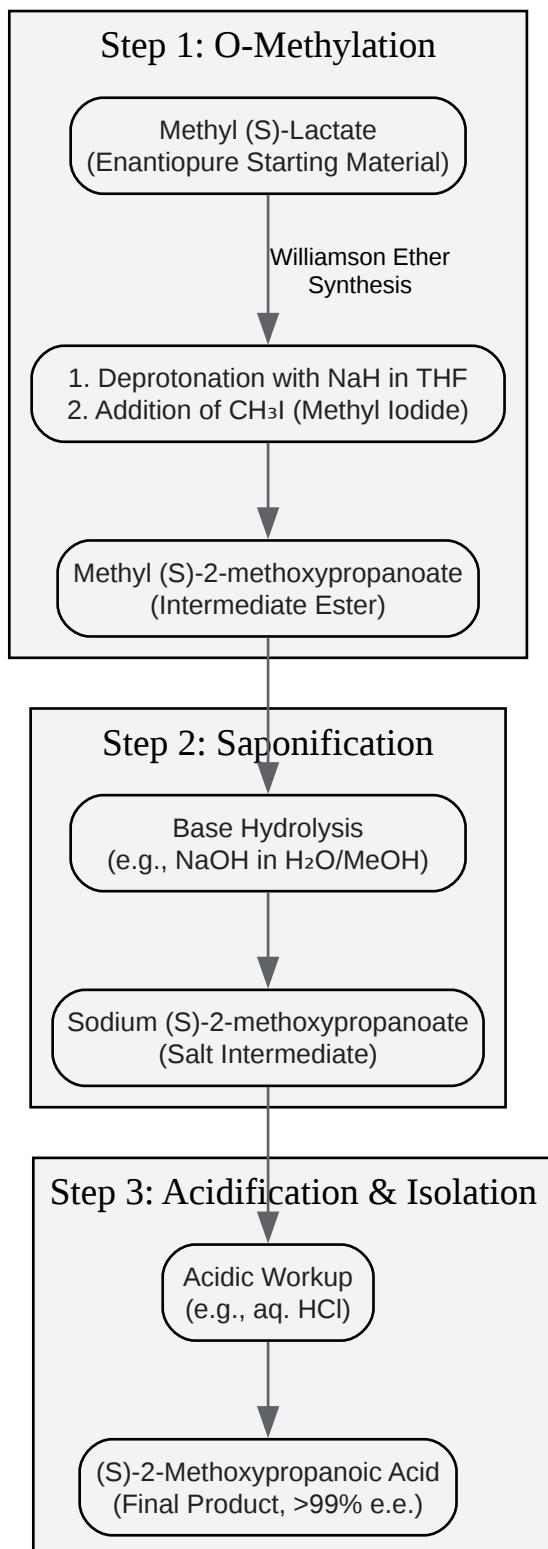 Step 1: O-Methylation
Methyl (S)-Lactate
(Enantiopure Starting Material)
Williamson Ether
Synthesis
1. Deprotonation with NaH in THF
2. Addition of CH₃I (Methyl Iodide)
Methyl (S)-2-methoxypropanoate
(Intermediate Ester)
Step 2: Saponification
Base Hydrolysis
(e.g., NaOH in H₂O/MeOH)
Sodium (S)-2-methoxypropanoate
(Salt Intermediate)
Step 3: Acidification & Isolation
Acidic Workup
(e.g., aq. HCl)
(S)-2-Methoxypropanoic Acid
(Final Product, >99% e.e.)